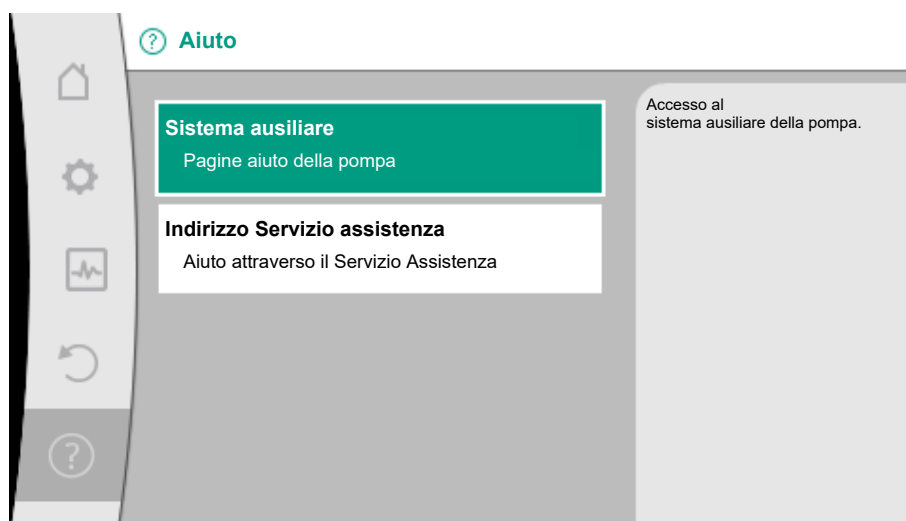 Aiuto
Sistema ausiliare
Pagine aiuto della pompa
Indirizzo Servizio assistenza
Aiuto attraverso il Servizio Assistenza
Accesso al
sistema ausiliare della pompa.